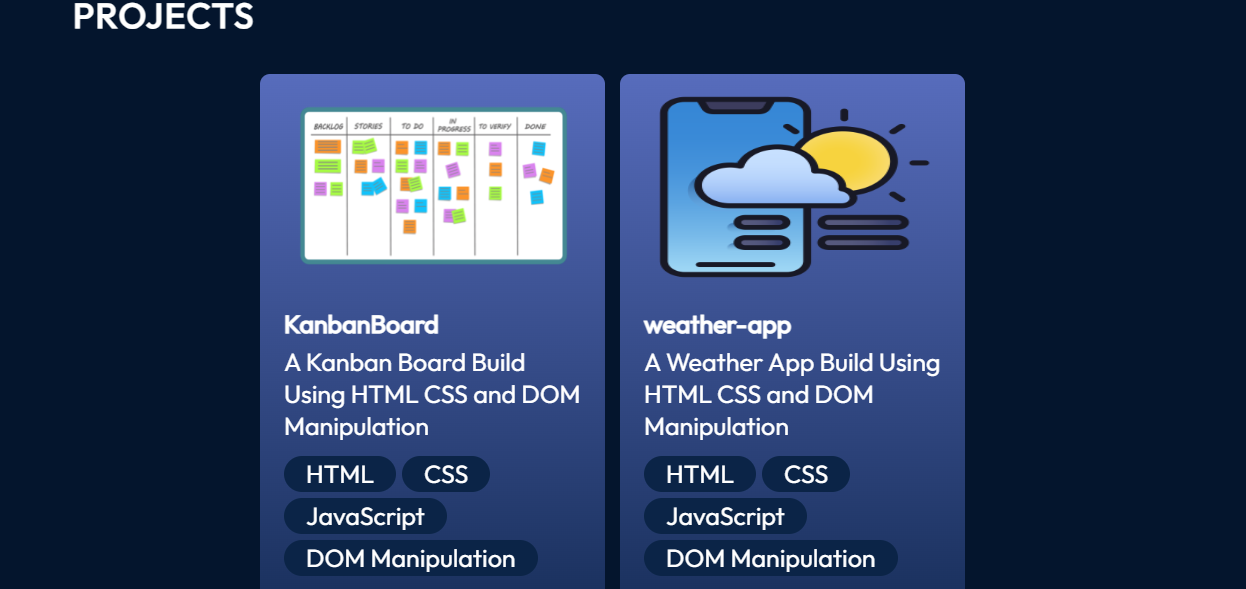 PROJECTS
BACKLOG STORIES TO DO IN PROGRESS TO VERIFY DONE
KanbanBoard
A Kanban Board Build
Using HTML CSS and DOM
Manipulation
HTML CSS
JavaScript
DOM Manipulation
weather-app
A Weather App Build Using
HTML CSS and DOM
Manipulation
HTML CSS
JavaScript
DOM Manipulation